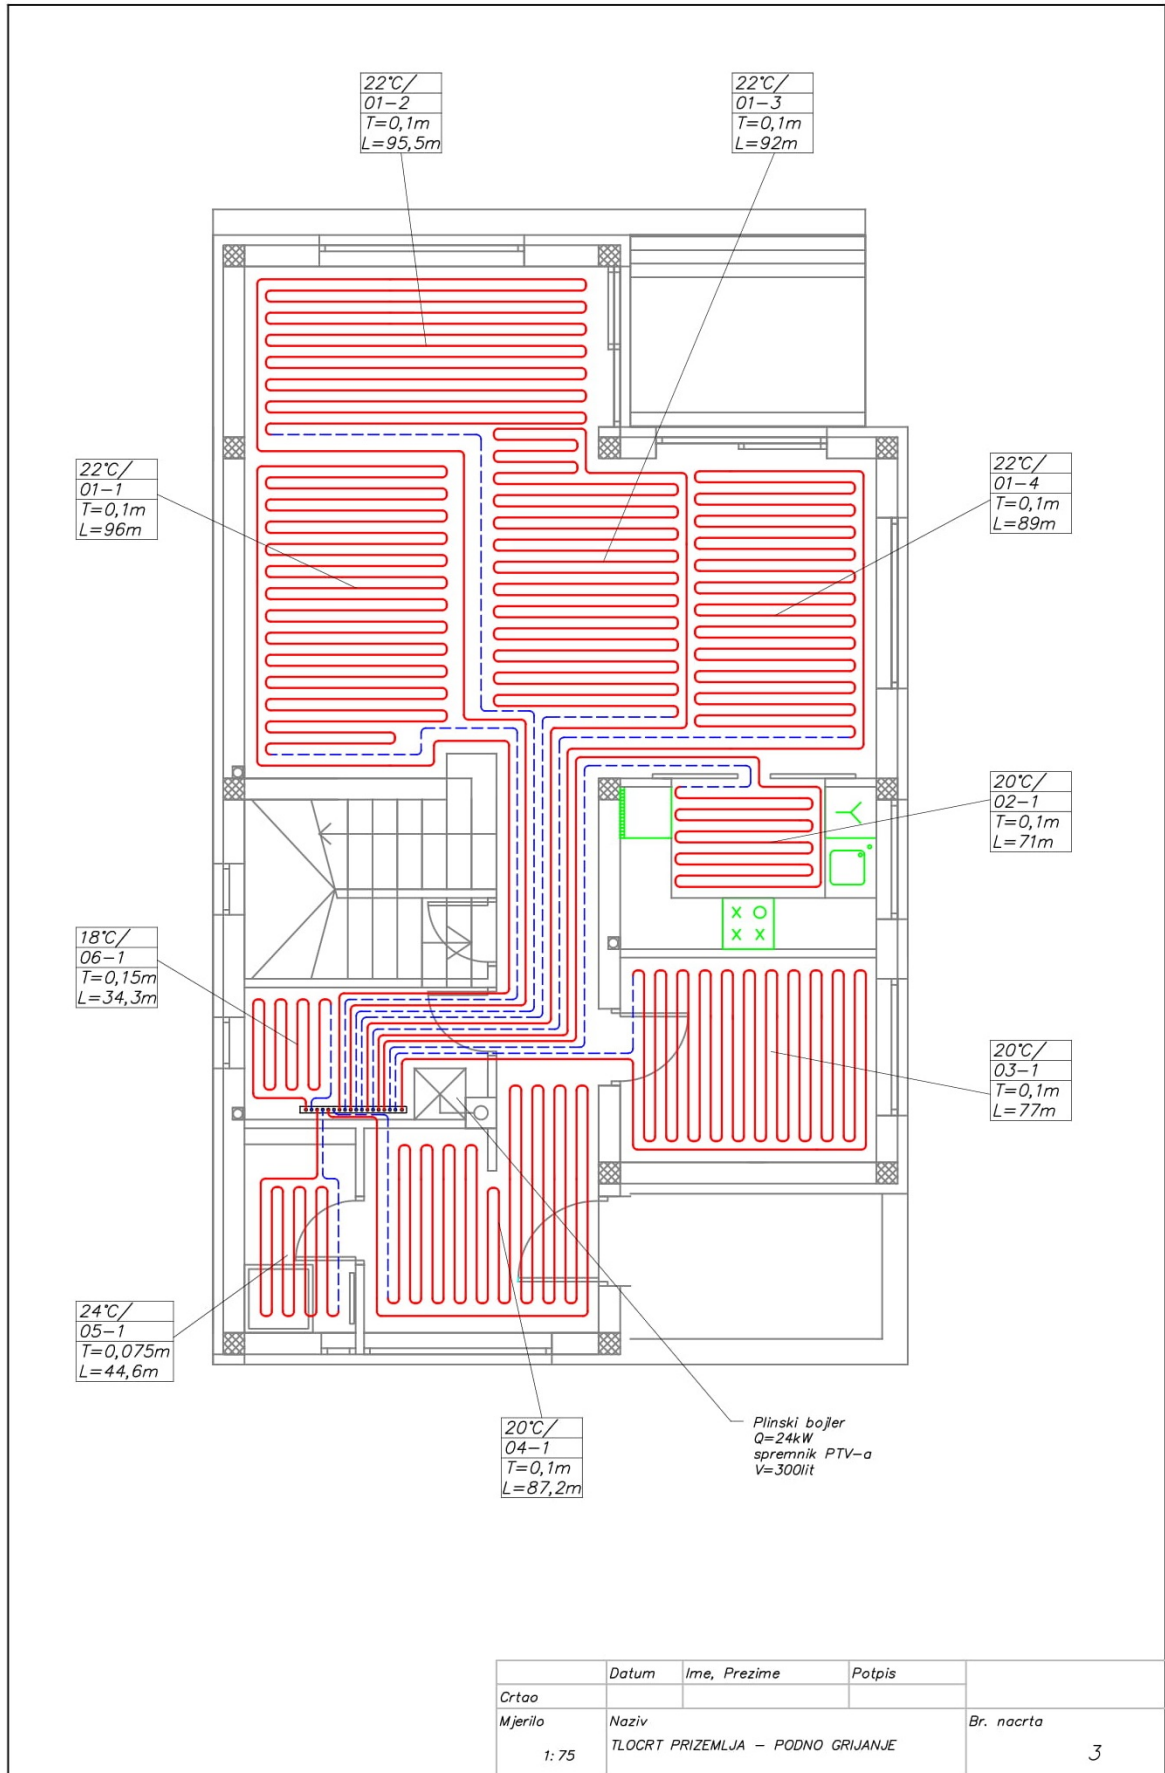 22°C/
01-2
T=0,1m
L=95,5m
22°C/
01-3
T=0,1m
L=92m
22°C/
01-1
T=0,1m
L=96m
22°C/
01-4
T=0,1m
L=89m
20°C/
02-1
T=0,1m
L=71m
18°C/
06-1
T=0,15m
L=34,3m
20°C/
03-1
T=0,1m
L=77m
24°C/
05-1
T=0,075m
L=44,6m
20°C/
04-1
T=0,1m
L=87,2m
Plinski bojler
Q=24kW
spremnik PTV-a
V=300lit
Datum Ime, Prezime Potpis
Crtao
Mjerilo Naziv Br. nacrta
1:75 TLOCRT PRIZEMLJA - PODNO GRIJANJE 3